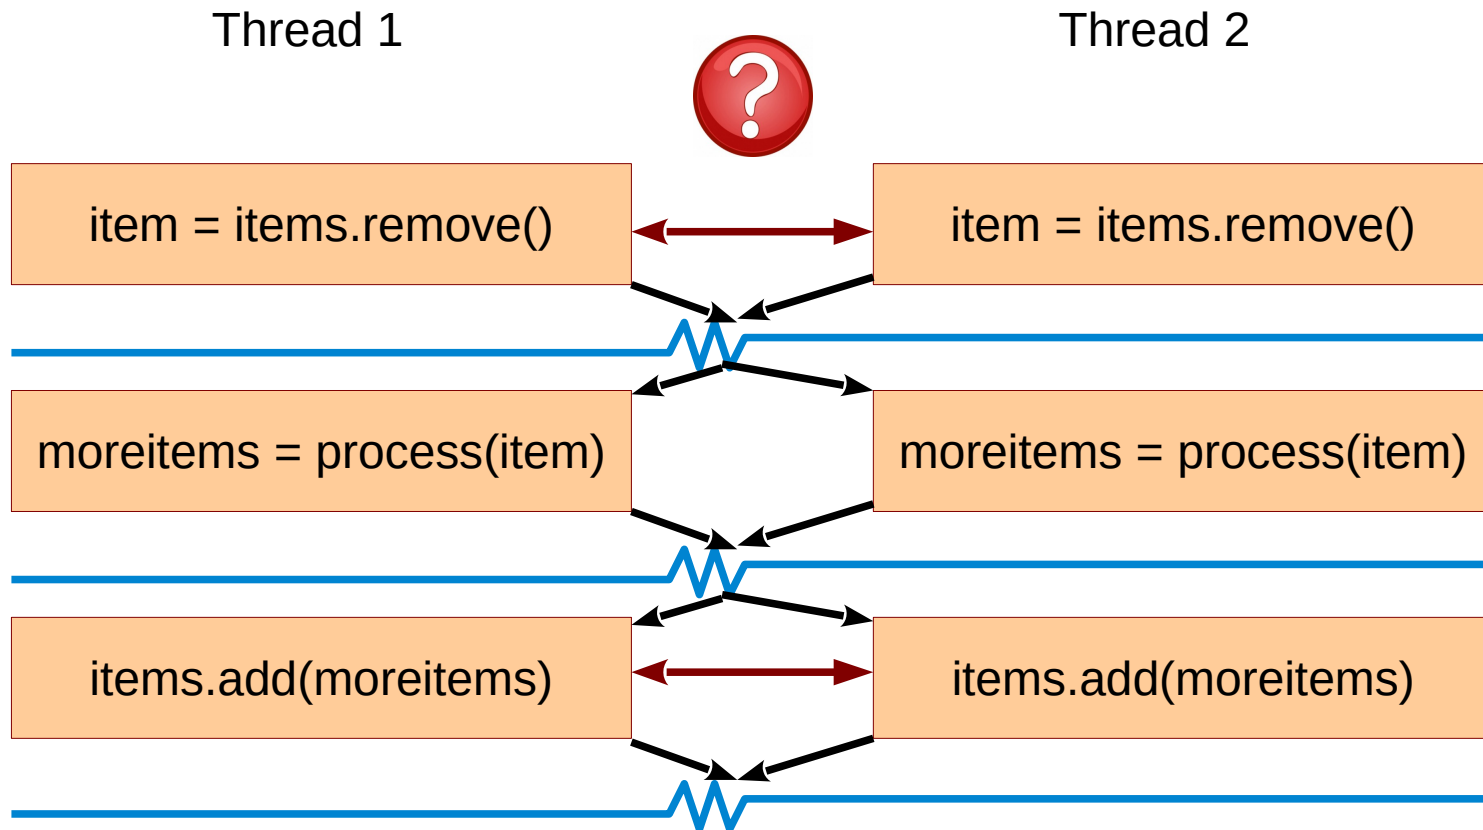 Thread 1
Thread 2
?
item = items.remove()
item = items.remove()
moreitems = process(item)
moreitems = process(item)
items.add(moreitems)
items.add(moreitems)